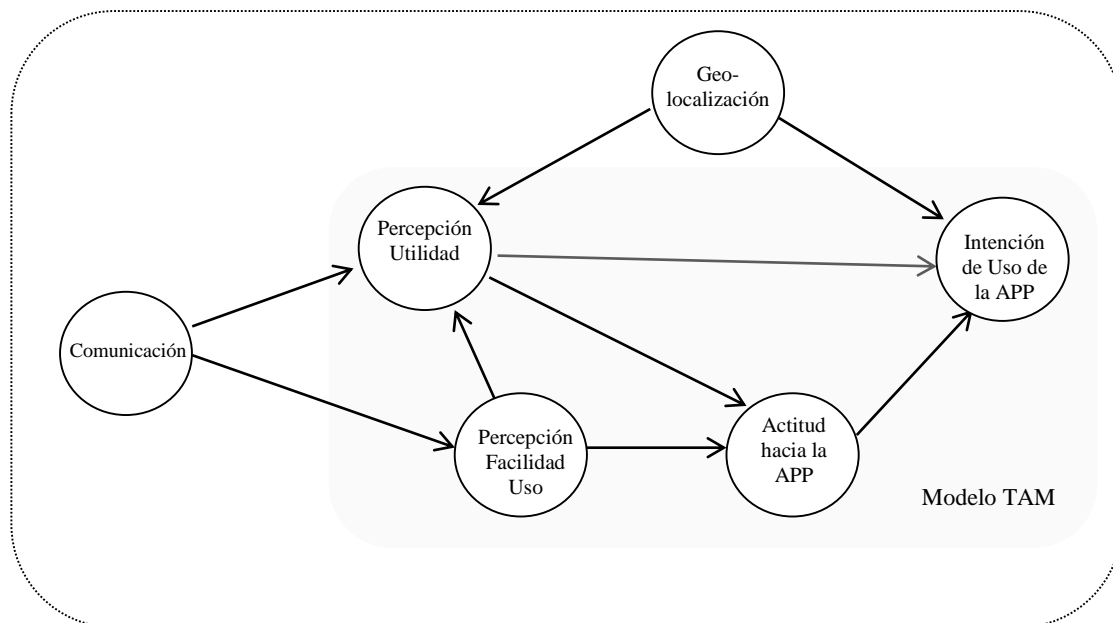 Geo-
localización
Percepción
Utilidad
Intención
de Uso de
la APP
Comunicación
Percepción
Facilidad
Uso
Actitud
hacia la
APP
Modelo TAM